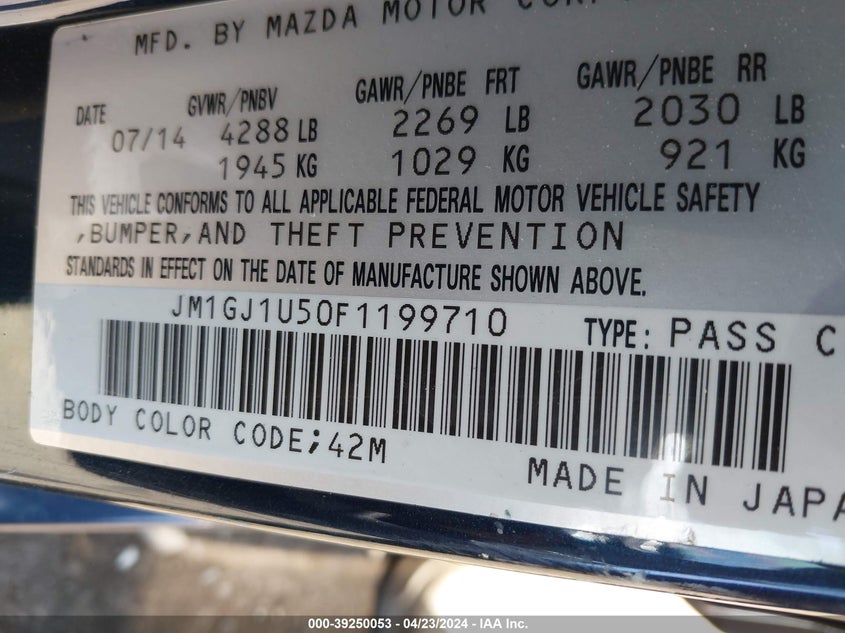 MFD. BY MAZDA MOTOR
DATE GVWR/PNBV GAWR/PNBE FRT GAWR/PNBE RR
07/14 4288 LB 2269 LB 2030 LB
1945 KG 1029 KG 921 KG
THIS VEHICLE CONFORMS TO ALL APPLICABLE FEDERAL MOTOR VEHICLE SAFETY
,BUMPER,AND THEFT PREVENTION
STANDARDS IN EFFECT ON THE DATE OF MANUFACTURE SHOWN ABOVE.
JM1GJ1U50F1199710 TYPE: PASS C
BODY COLOR CODE;42M
MADE IN JAPA
000-39250053 - 04/23/2024 - IAA Inc.